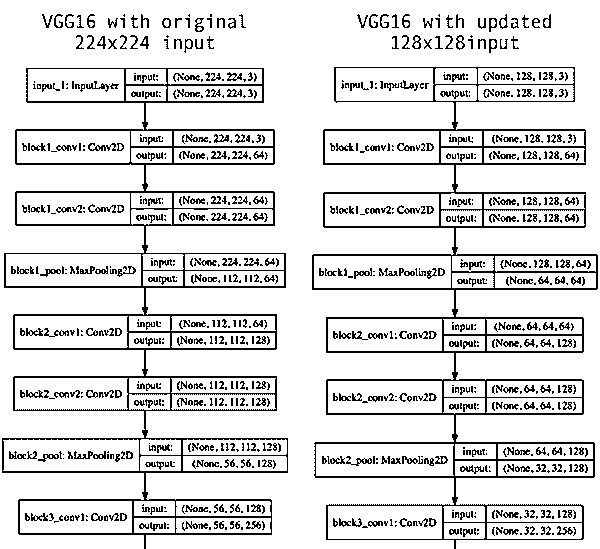 VGG16 with original
224x224 input
input_1: InputLayer
input: (None, 224, 224, 3)
output: (None, 224, 224, 3)
block1_conv1: Conv2D
input: (None, 224, 224, 3)
output: (None, 224, 224, 64)
block1_conv2: Conv2D
input: (None, 224, 224, 64)
output: (None, 224, 224, 64)
block1_pool: MaxPooling2D
input: (None, 224, 224, 64)
output: (None, 112, 112, 64)
block2_conv1: Conv2D
input: (None, 112, 112, 64)
output: (None, 112, 112, 128)
block2_conv2: Conv2D
input: (None, 112, 112, 128)
output: (None, 112, 112, 128)
block2_pool: MaxPooling2D
input: (None, 112, 112, 128)
output: (None, 56, 56, 128)
block3_conv1: Conv2D
input: (None, 56, 56, 128)
output: (None, 56, 56, 256)
VGG16 with updated
128x128input
input_1: InputLayer
input: (None, 128, 128, 3)
output: (None, 128, 128, 3)
block1_conv1: Conv2D
input: (None, 128, 128, 3)
output: (None, 128, 128, 64)
block1_conv2: Conv2D
input: (None, 128, 128, 64)
output: (None, 128, 128, 64)
block1_pool: MaxPooling2D
input: (None, 128, 128, 64)
output: (None, 64, 64, 64)
block2_conv1: Conv2D
input: (None, 64, 64, 64)
output: (None, 64, 64, 128)
block2_conv2: Conv2D
input: (None, 64, 64, 128)
output: (None, 64, 64, 128)
block2_pool: MaxPooling2D
input: (None, 64, 64, 128)
output: (None, 32, 32, 128)
block3_conv1: Conv2D
input: (None, 32, 32, 128)
output: (None, 32, 32, 256)